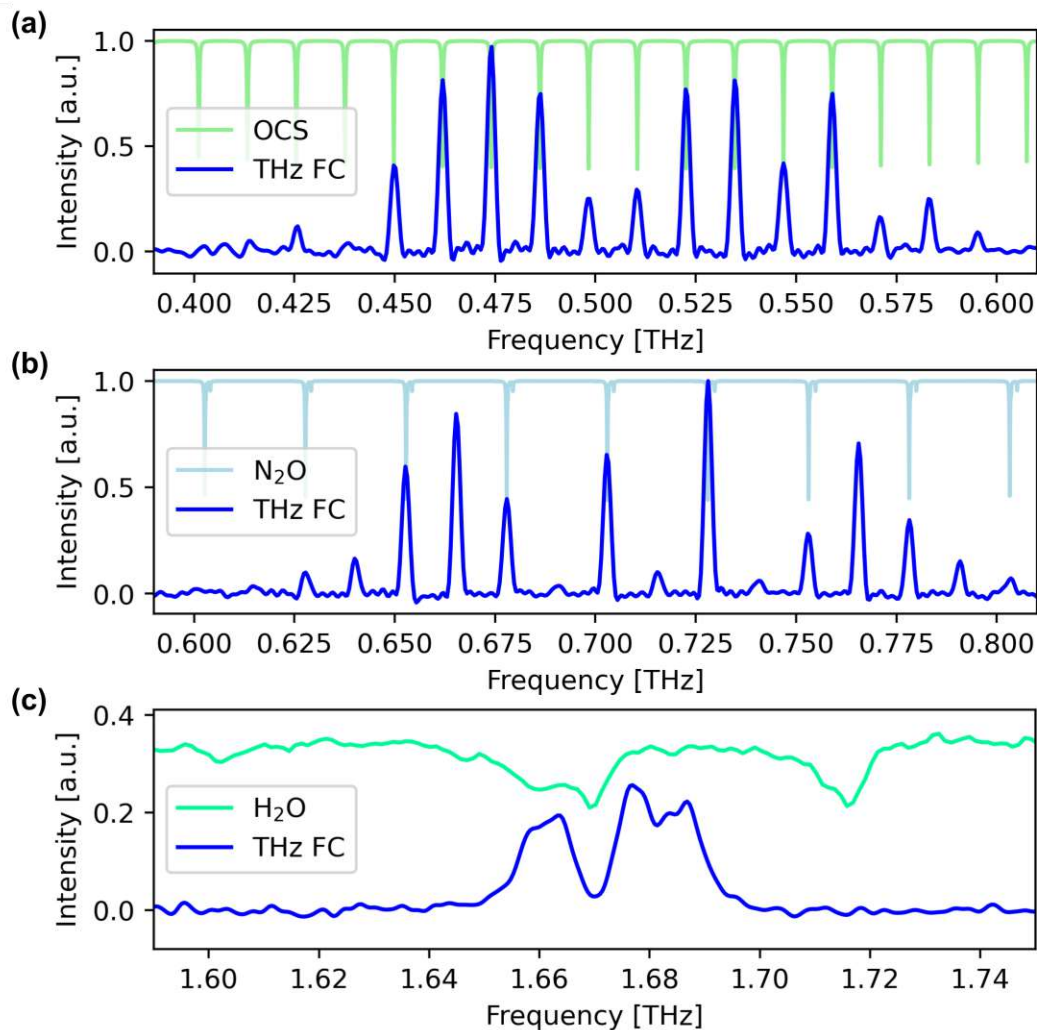 (a)
Intensity [a.u.]
1.0
0.5
0.0
OCS
THz FC
0.400 0.425 0.450 0.475 0.500 0.525 0.550 0.575 0.600
Frequency [THz]
(b)
Intensity [a.u.]
1.0
0.5
0.0
N₂O
THz FC
0.600 0.625 0.650 0.675 0.700 0.725 0.750 0.775 0.800
Frequency [THz]
(c)
Intensity [a.u.]
0.4
0.2
0.0
H₂O
THz FC
1.60 1.62 1.64 1.66 1.68 1.70 1.72 1.74
Frequency [THz]